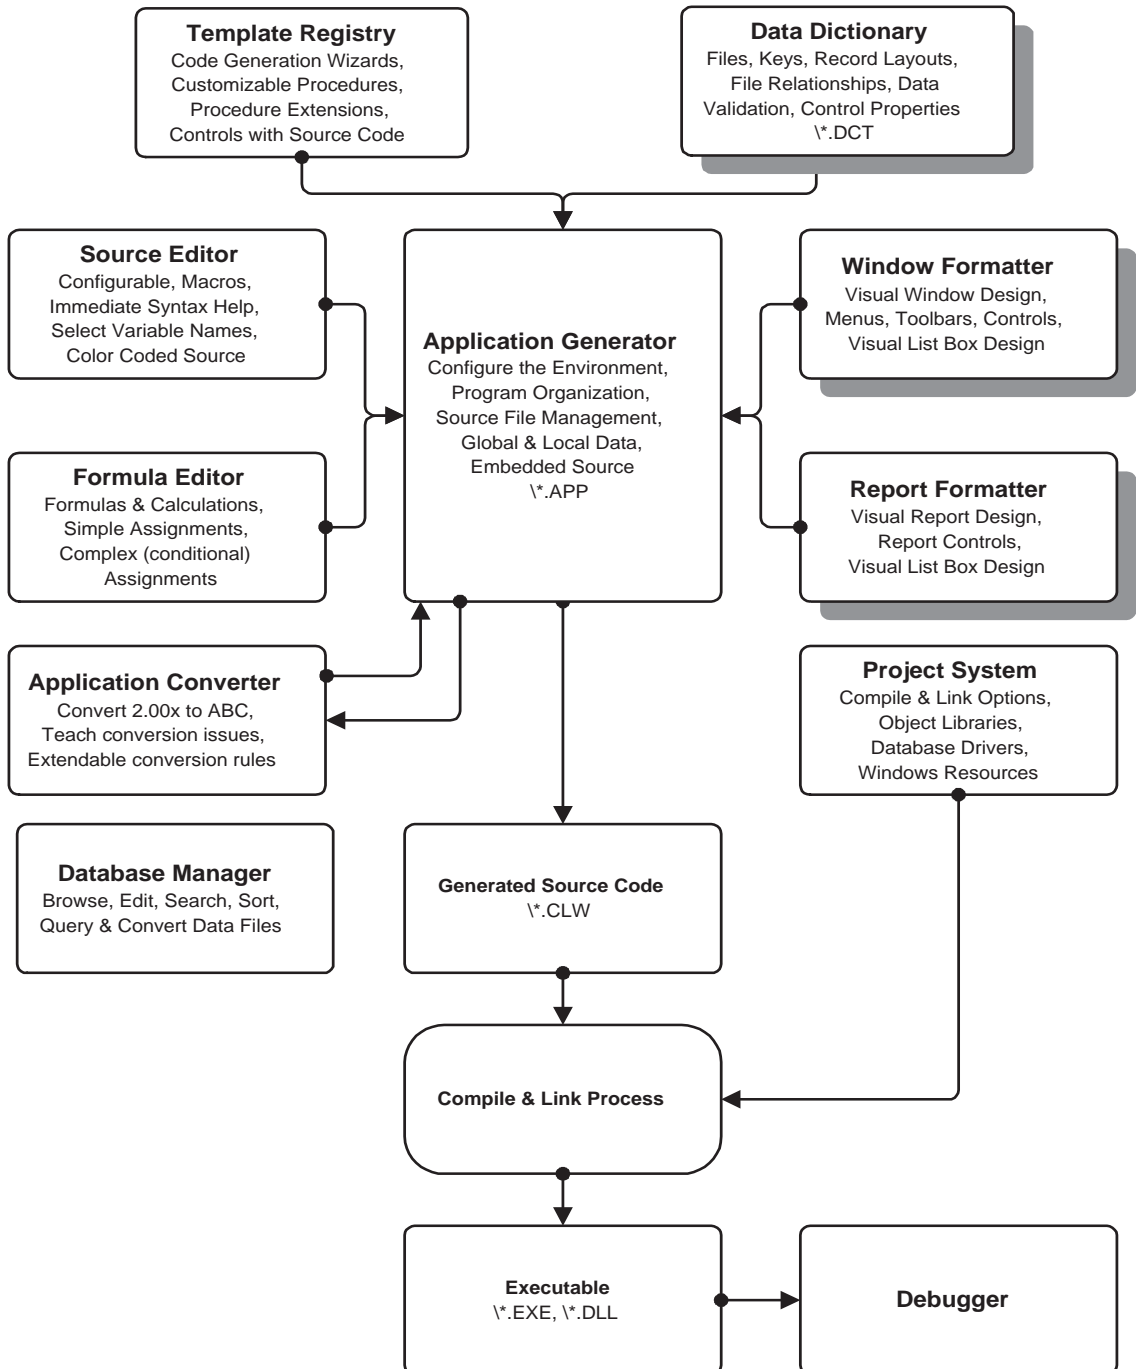 Template Registry
Code Generation Wizards,
Customizable Procedures,
Procedure Extensions,
Controls with Source Code
Data Dictionary
Files, Keys, Record Layouts,
File Relationships, Data
Validation, Control Properties
\*.DCT
Source Editor
Configurable, Macros,
Immediate Syntax Help,
Select Variable Names,
Color Coded Source
Application Generator
Configure the Environment,
Program Organization,
Source File Management,
Global & Local Data,
Embedded Source
\*.APP
Window Formatter
Visual Window Design,
Menus, Toolbars, Controls,
Visual List Box Design
Formula Editor
Formulas & Calculations,
Simple Assignments,
Complex (conditional)
Assignments
Report Formatter
Visual Report Design,
Report Controls,
Visual List Box Design
Application Converter
Convert 2.00x to ABC,
Teach conversion issues,
Extendable conversion rules
Project System
Compile & Link Options,
Object Libraries,
Database Drivers,
Windows Resources
Database Manager
Browse, Edit, Search, Sort,
Query & Convert Data Files
Generated Source Code
\*.CLW
Compile & Link Process
Executable
\*.EXE, \*.DLL
Debugger